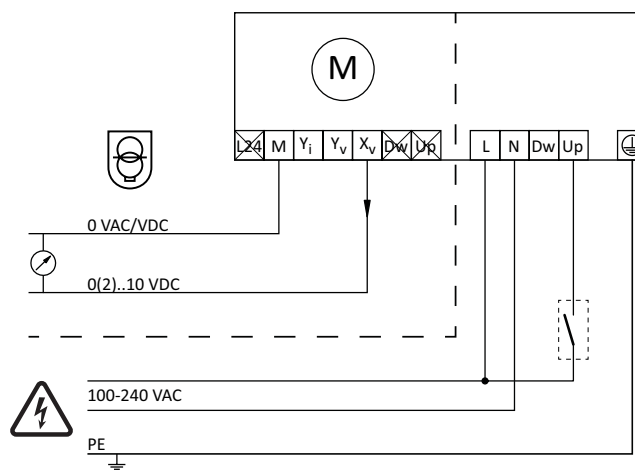 M
L24 M Yi Yv Xv Dw Up L N Dw Up
0 VAC/VDC
0(2)..10 VDC
100-240 VAC
PE